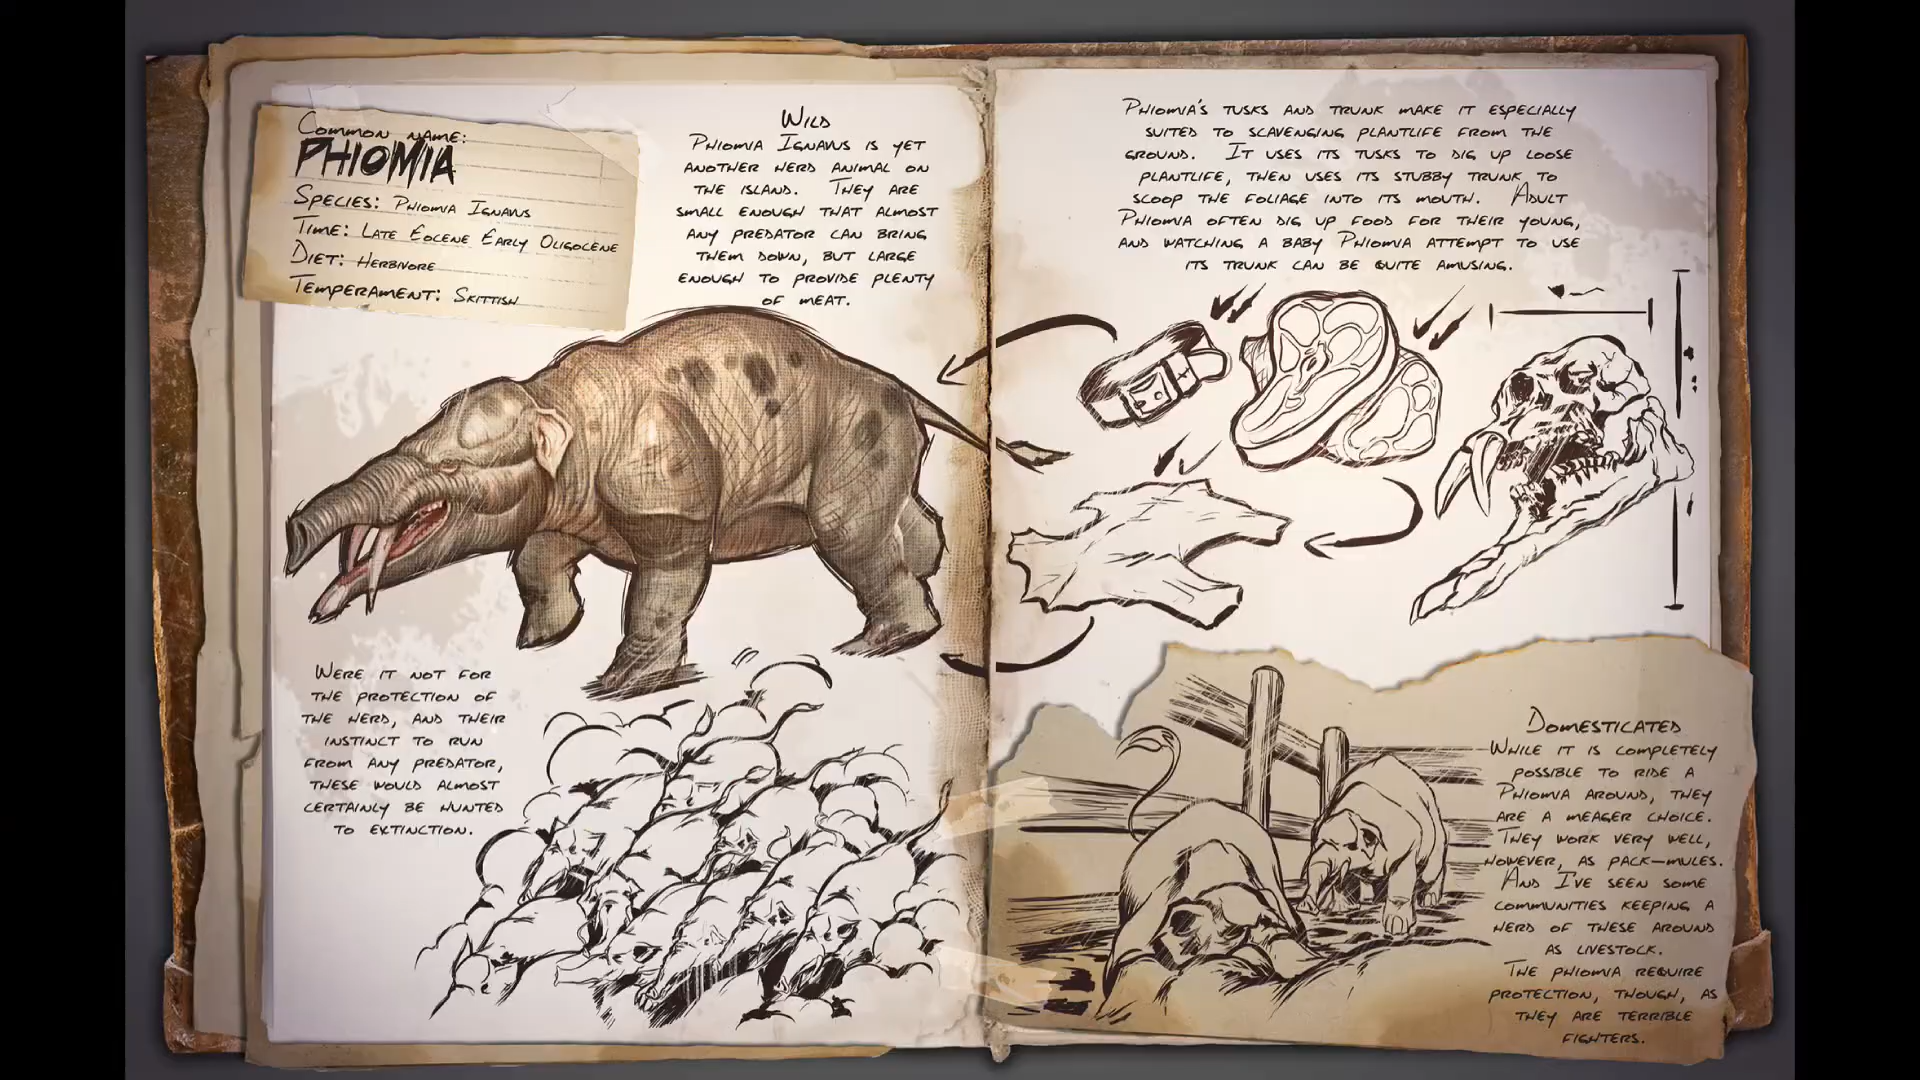 Common name:
PHIOMIA
Species: Phiomia Ignavus
Time: Late Eocene Early Oligocene
Diet: Herbivore
Temperament: Skittish
Wild
Phiomia Ignavus is yet
another herd animal on
the island. They are
small enough that almost
any predator can bring
them down, but large
enough to provide plenty
of meat.
Were it not for
the protection of
the herd, and their
instinct to run
from any predator,
these would almost
certainly be hunted
to extinction.
Phiomia's tusks and trunk make it especially
suited to scavenging plantlife from the
ground. It uses its tusks to dig up loose
plantlife, then uses its stubby trunk to
scoop the foliage into its mouth. Adult
Phiomia often dig up food for their young,
and watching a baby Phiomia attempt to use
its trunk can be quite amusing.
Domesticated
While it is completely
possible to ride a
Phiomia around, they
are a meager choice.
They work very well,
however, as pack-mules.
And I've seen some
communities keeping a
herd of these around
as livestock.
The phiomia require
protection, though, as
they are terrible
fighters.